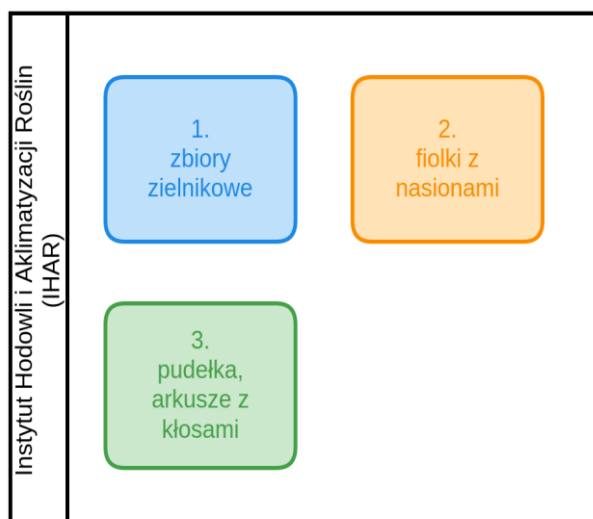 Instytut Hodowli i Aklimatyzacji Roślin
(IHAR)
1.
zbiory
zielnikowe
2.
fiolki z
nasionami
3.
pudełka,
arkusze z
kłosami